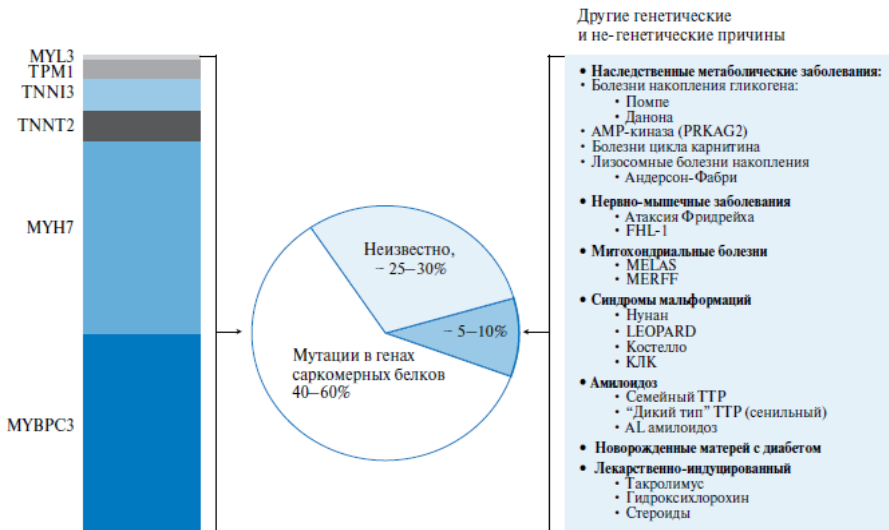 Другие генетические
и не-генетические причины
MYL3
TPM1
TNNI3
TNNT2
MYH7
MYBPC3
Неизвестно,
~ 25–30%
~ 5–10%
Мутации в генах
саркомерных белков
40–60%
• Наследственные метаболические заболевания:
• Болезни накопления гликогена:
• Помпе
• Данона
• AMP-киназа (PRKAG2)
• Болезни цикла карнитина
• Лизосомные болезни накопления
• Андерсон-Фабри
• Нервно-мышечные заболевания
• Атаксия Фридрейха
• FHL-1
• Митохондриальные болезни
• MELAS
• MERFF
• Синдромы мальформаций
• Нунан
• LEOPARD
• Костелло
• КЛК
• Амилоидоз
• Семейный ТТР
• “Дикий тип” ТТР (сенильный)
• AL амилоидоз
• Новорожденные матерей с диабетом
• Лекарственно-индуцированный
• Такролимус
• Гидроксихлорохин
• Стероиды